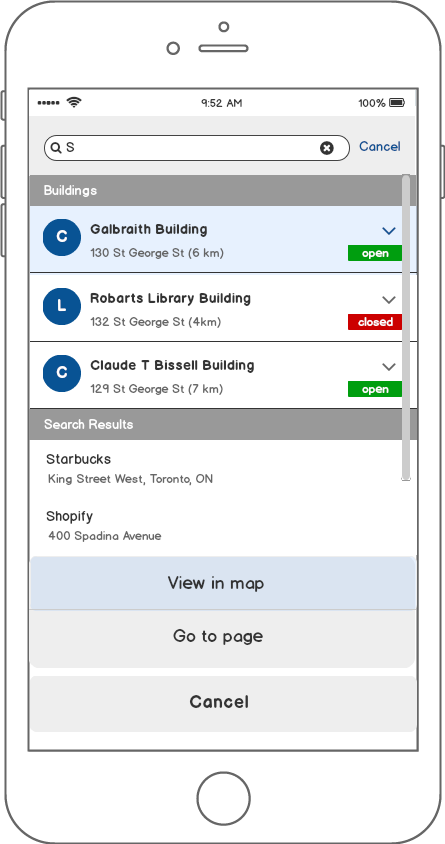 9:52 AM
100%
S
Cancel
Buildings
C
Galbraith Building
130 St George St (6 km)
open
L
Robarts Library Building
132 St George St (4km)
closed
C
Claude T Bissell Building
129 St George St (7 km)
open
Search Results
Starbucks
King Street West, Toronto, ON
Shopify
400 Spadina Avenue
View in map
Go to page
Cancel